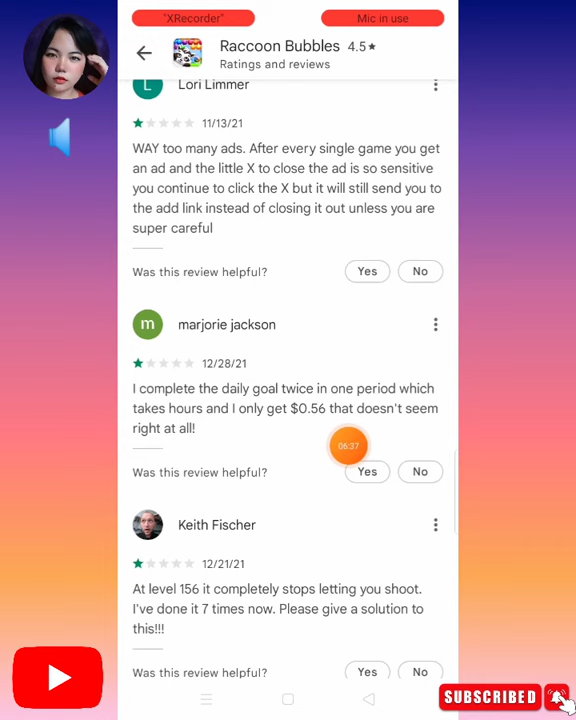 "XRecorder"
Mic in use
Raccoon Bubbles 4.5★
Ratings and reviews
L
Lori Limmer
11/13/21
WAY too many ads. After every single game you get
an ad and the little X to close the ad is so sensitive
you continue to click the X but it will still send you to
the add link instead of closing it out unless you are
super careful
Was this review helpful?
Yes
No
m
marjorie jackson
12/28/21
I complete the daily goal twice in one period which
takes hours and I only get $0.56 that doesn't seem
right at all!
06:37
Was this review helpful?
Yes
No
Keith Fischer
12/21/21
At level 156 it completely stops letting you shoot.
I've done it 7 times now. Please give a solution to
this!!!
Was this review helpful?
Yes
No
SUBSCRIBED